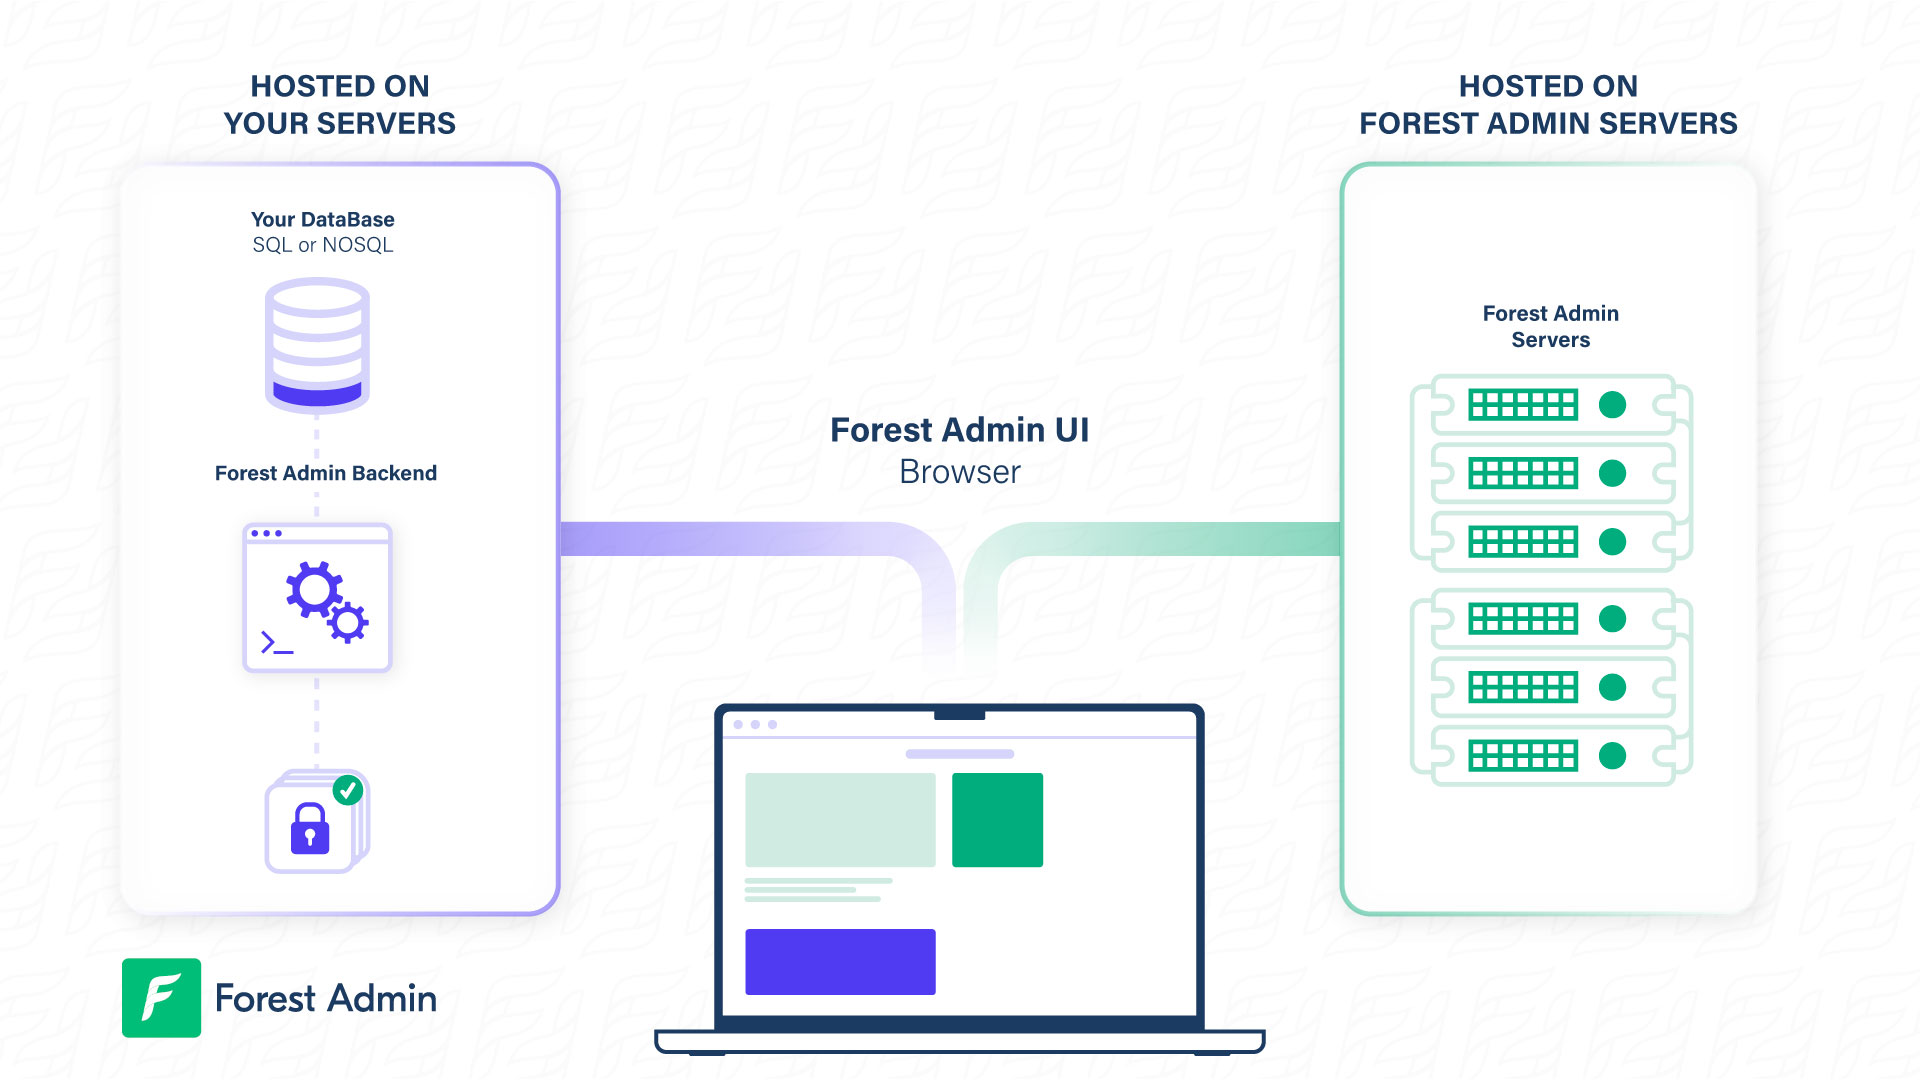 HOSTED ON
YOUR SERVERS
Your DataBase
SQL or NOSQL
Forest Admin Backend
>_
Forest Admin UI
Browser
HOSTED ON
FOREST ADMIN SERVERS
Forest Admin
Servers
Forest Admin